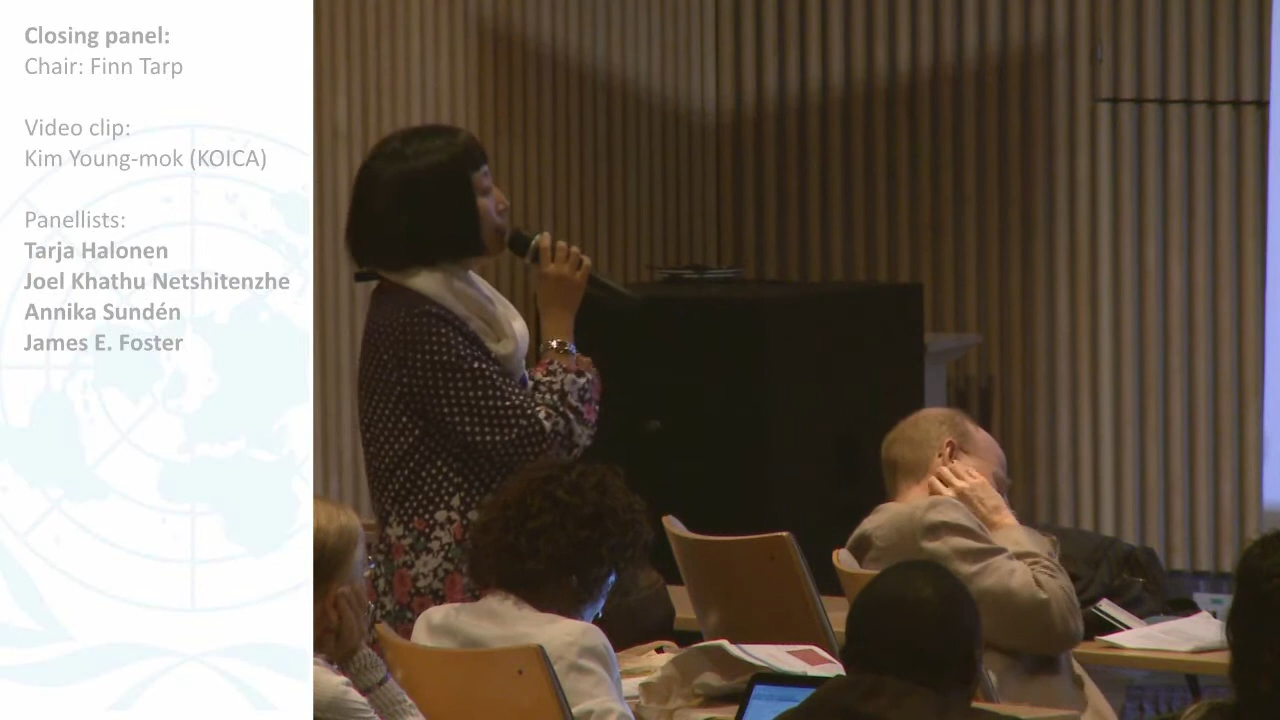 Closing panel:
Chair: Finn Tarp
Video clip:
Kim Young-mok (KOICA)
Panellists:
Tarja Halonen
Joel Khathu Netshitenzhe
Annika Sundén
James E. Foster